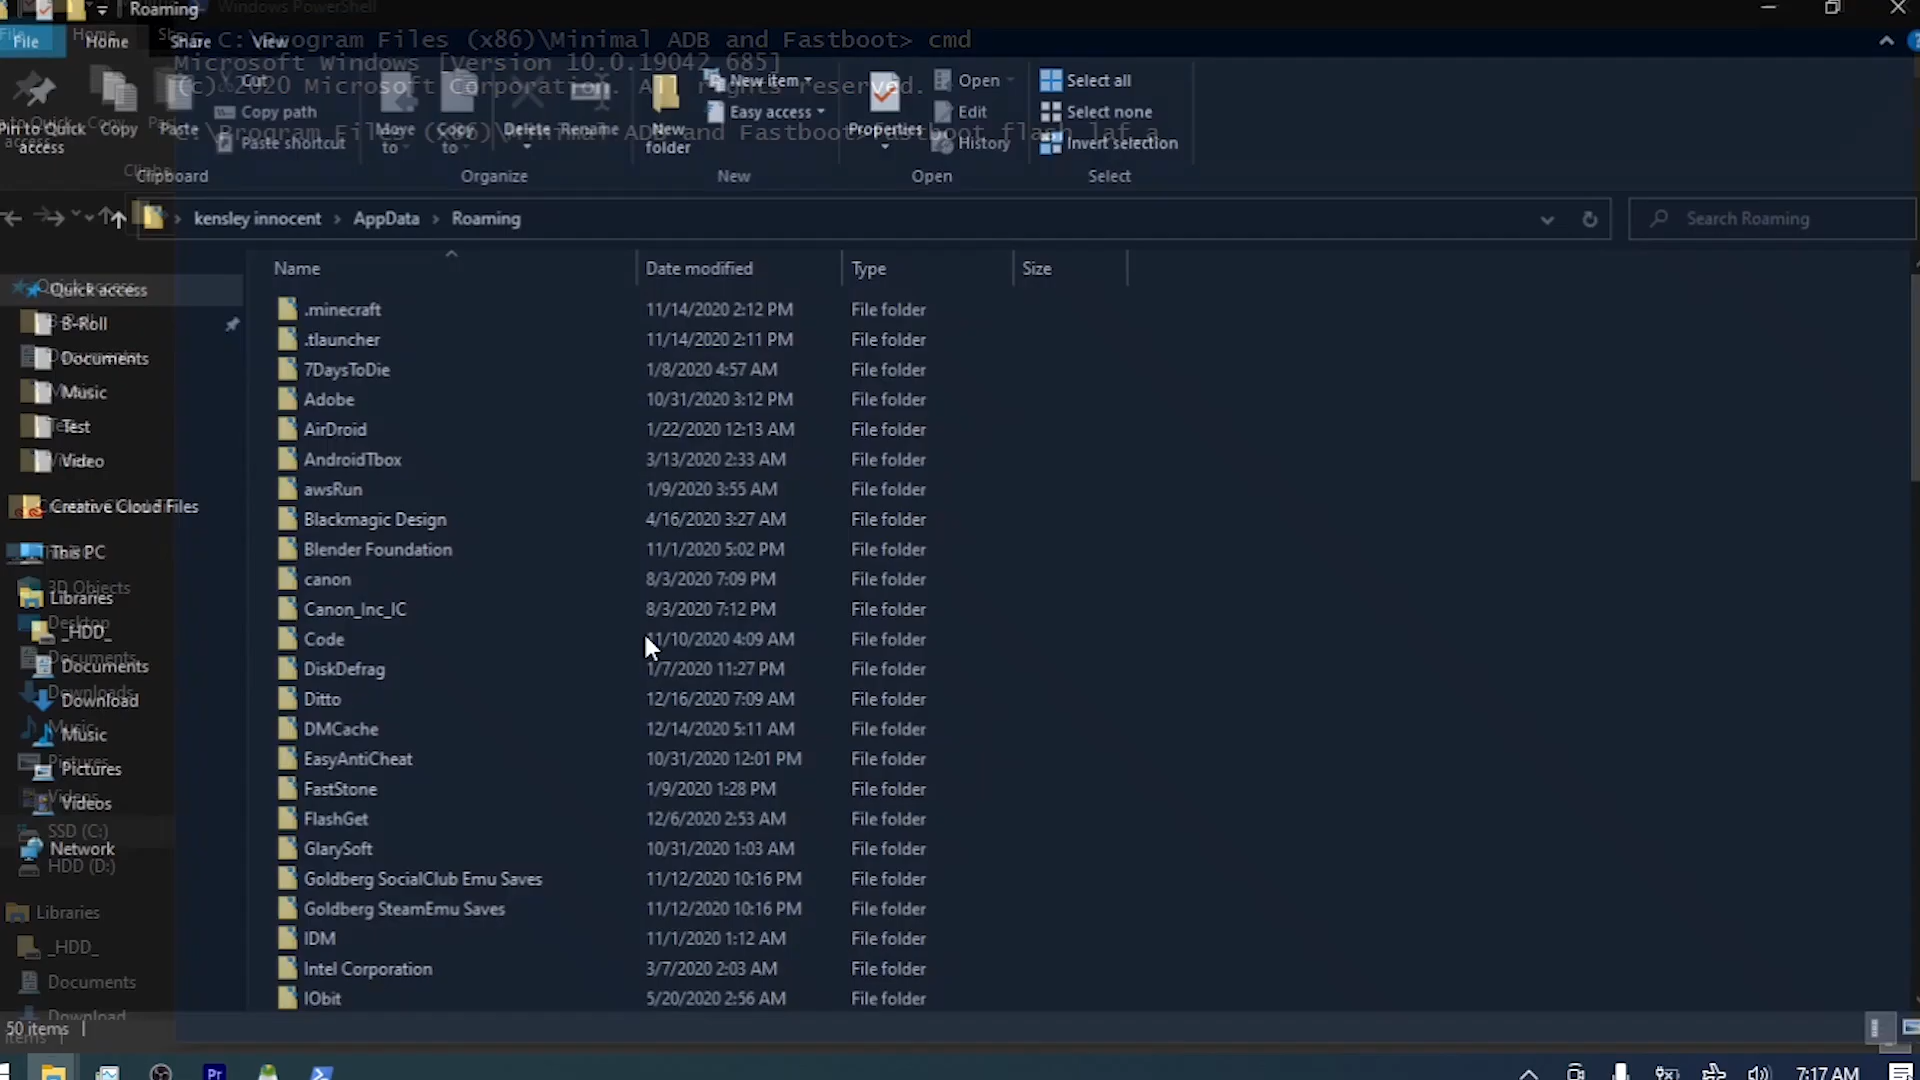 Roaming
Windows PowerShell
File Home Share View
PS C:\Program Files (x86)\Minimal ADB and Fastboot> cmd
Microsoft Windows [Version 10.0.19042.685]
(c) 2020 Microsoft Corporation. All rights reserved.
C:\Program Files (x86)\Minimal ADB and Fastboot>fastboot flash laf_a
Pin to Quick access
Copy
Paste
Cut
Copy path
Paste shortcut
Move to
Copy to
Delete
Rename
New folder
New item
Easy access
Properties
Open
Edit
History
Select all
Select none
Invert selection
Clipboard
Organize
New
Open
Select
kensley innocent > AppData > Roaming
Search Roaming
Name Date modified Type Size
.minecraft 11/14/2020 2:12 PM File folder
.tlauncher 11/14/2020 2:11 PM File folder
7DaysToDie 1/8/2020 4:57 AM File folder
Adobe 10/31/2020 3:12 PM File folder
AirDroid 1/22/2020 12:13 AM File folder
AndroidTbox 3/13/2020 2:33 AM File folder
awsRun 1/9/2020 3:55 AM File folder
Blackmagic Design 4/16/2020 3:27 AM File folder
Blender Foundation 11/1/2020 5:02 PM File folder
canon 8/3/2020 7:09 PM File folder
Canon_Inc_IC 8/3/2020 7:12 PM File folder
Code 11/10/2020 4:09 AM File folder
DiskDefrag 1/7/2020 11:27 PM File folder
Ditto 12/16/2020 7:09 AM File folder
DMCache 12/14/2020 5:11 AM File folder
EasyAntiCheat 10/31/2020 12:01 PM File folder
FastStone 1/9/2020 1:28 PM File folder
FlashGet 12/6/2020 2:53 AM File folder
GlarySoft 10/31/2020 1:03 AM File folder
Goldberg SocialClub Emu Saves 11/12/2020 10:16 PM File folder
Goldberg SteamEmu Saves 11/12/2020 10:16 PM File folder
IDM 11/1/2020 1:12 AM File folder
Intel Corporation 3/7/2020 2:03 AM File folder
IObit 5/20/2020 2:56 AM File folder
Quick access
B-Roll
Documents
Music
Test
Video
Creative Cloud Files
This PC
3D Objects
Libraries
Desktop
_HDD_
Documents
Documents
Downloads
Download
Music
Music
Pictures
Pictures
Videos
Videos
SSD (C:)
Network
HDD (D:)
Libraries
_HDD_
Documents
Download
50 items
items
Pr
7:17 AM